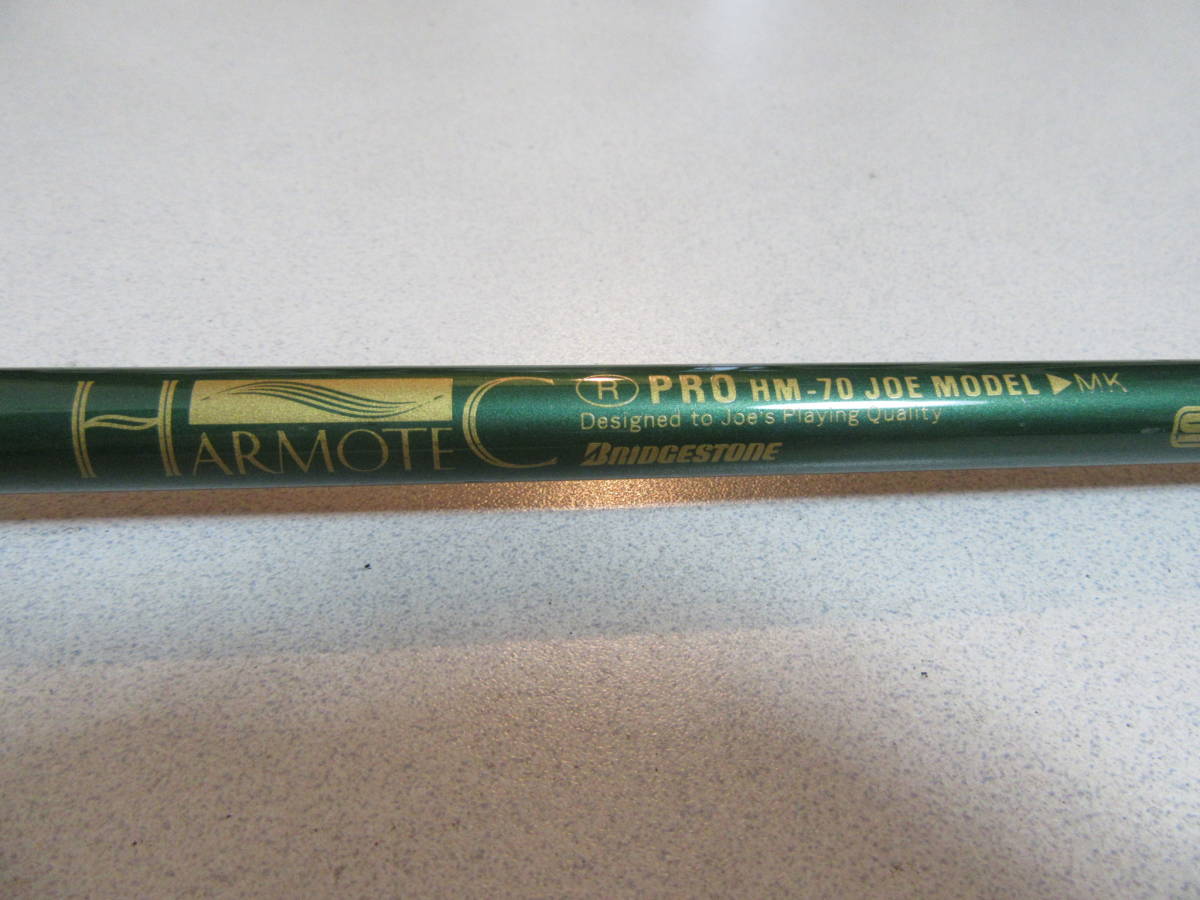 HARMOTEC
Ⓡ PRO HM-70 JOE MODEL ▶MK
Designed to Joe's Playing Quality
BRIDGESTONE
S